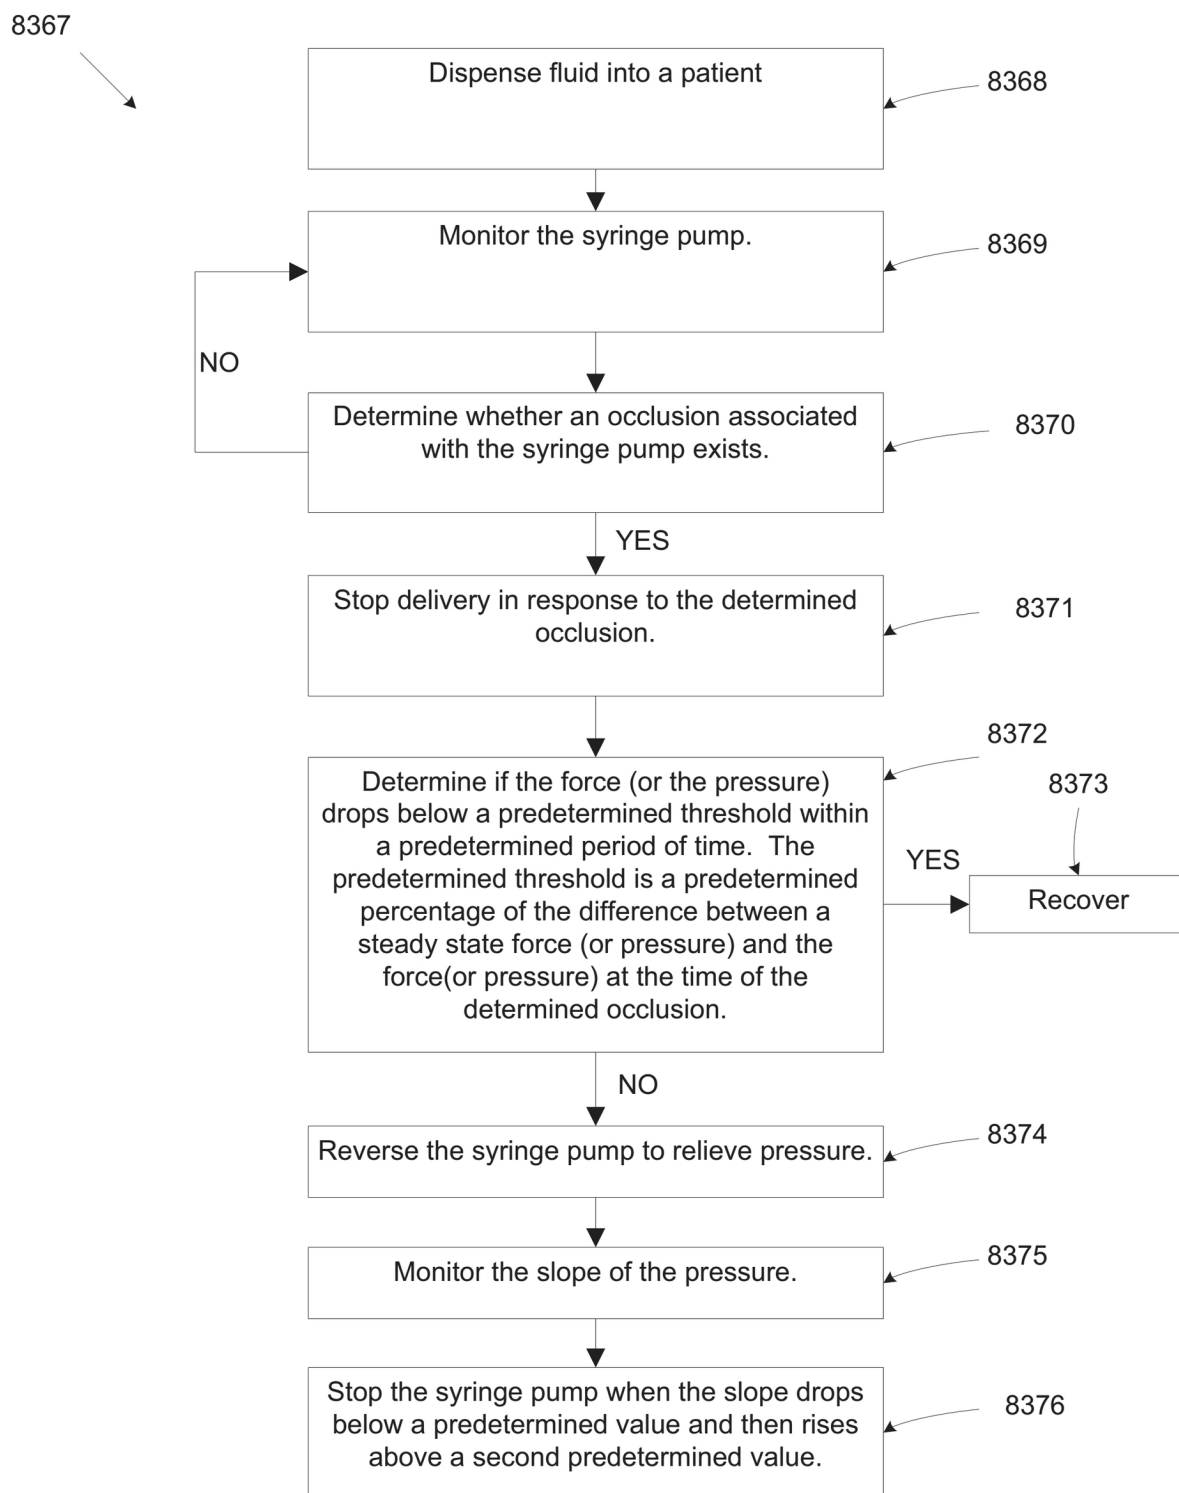 8367
Dispense fluid into a patient
8368
Monitor the syringe pump.
8369
NO
Determine whether an occlusion associated
with the syringe pump exists.
8370
YES
Stop delivery in response to the determined
occlusion.
8371
8372
Determine if the force (or the pressure)
drops below a predetermined threshold within
a predetermined period of time.  The
predetermined threshold is a predetermined
percentage of the difference between a
steady state force (or pressure) and the
force(or pressure) at the time of the
determined occlusion.
8373
YES
Recover
NO
Reverse the syringe pump to relieve pressure.
8374
Monitor the slope of the pressure.
8375
Stop the syringe pump when the slope drops
below a predetermined value and then rises
above a second predetermined value.
8376